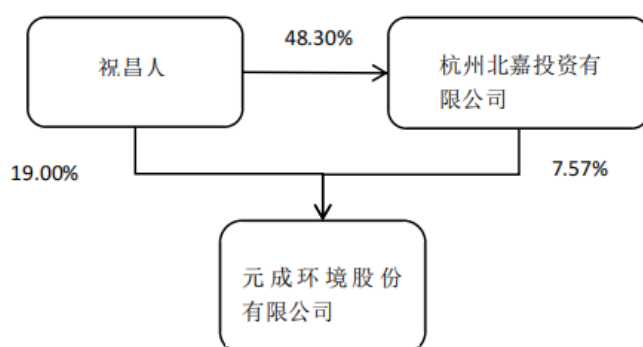 48.30%
祝昌人
杭州北嘉投资有
限公司
19.00%
7.57%
元成环境股份
有限公司